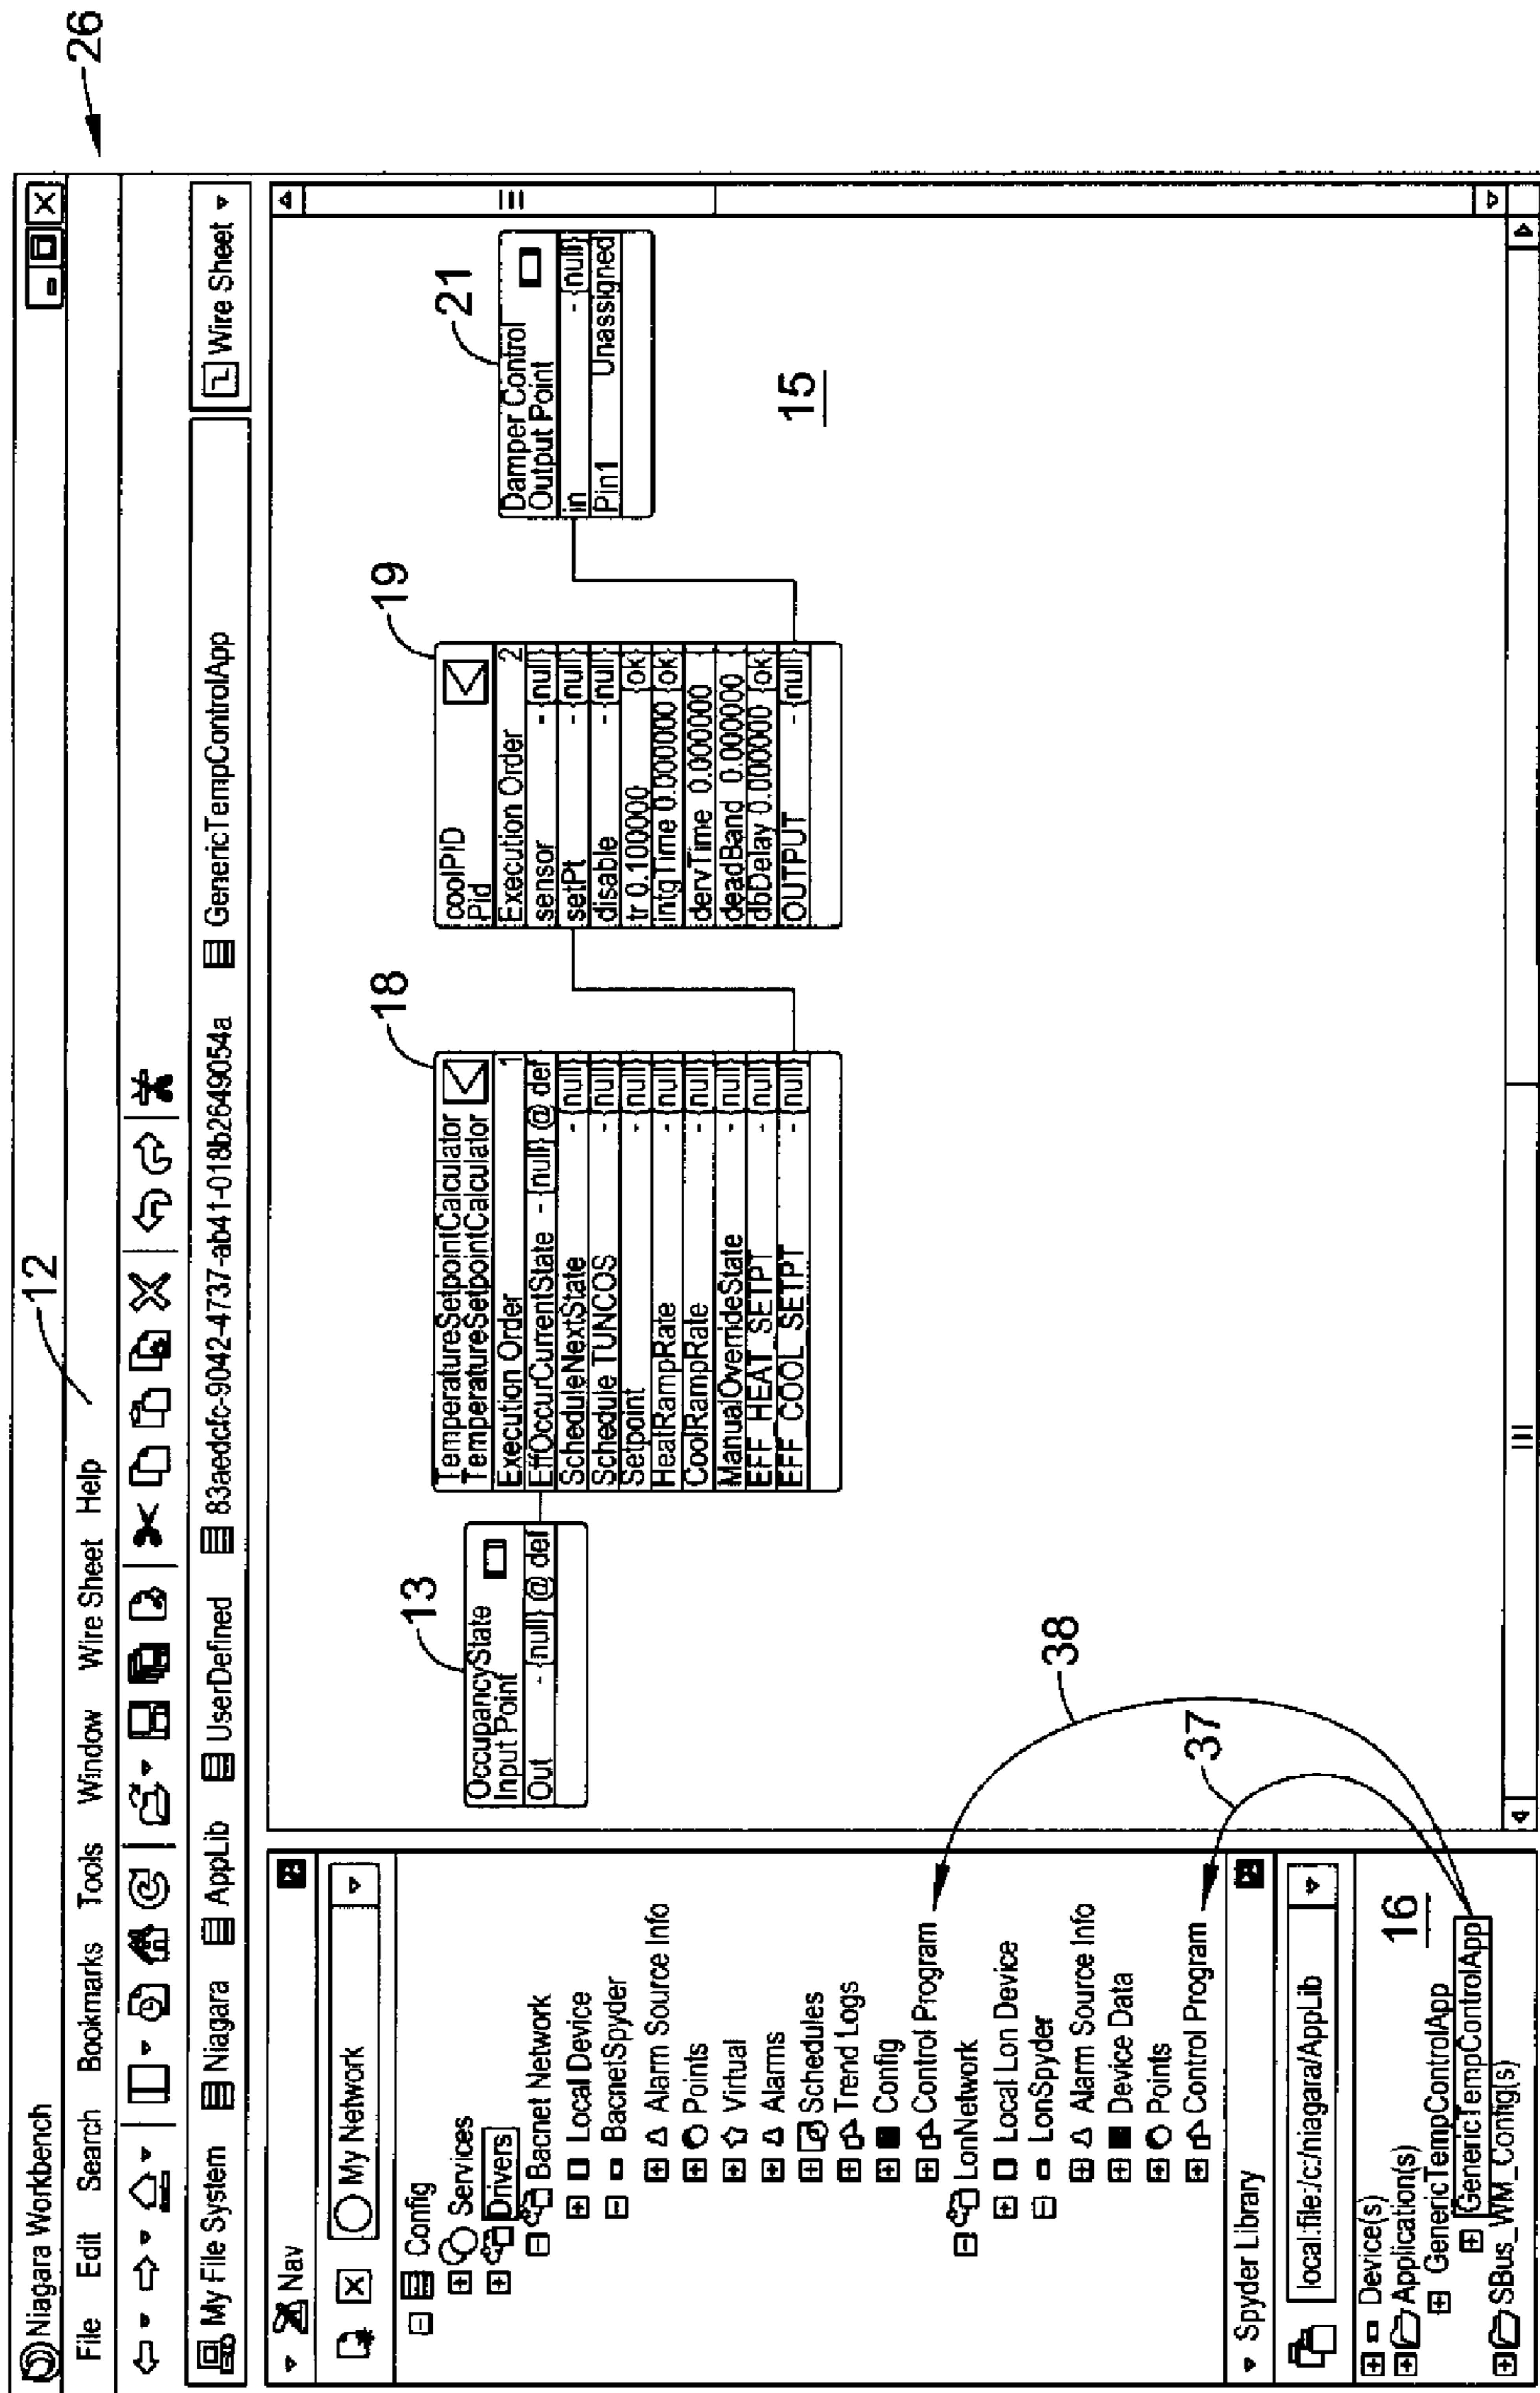 26
Niagara Workbench
12
File Edit Search Bookmarks Tools Window Wire Sheet Help
My File System Niagara AppLib UserDefined 83aedcfc-9042-4737-ab41-018b2649054a GenericTempControlApp Wire Sheet
Nav
My Network
Config
Services
Drivers
Bacnet Network
Local Device
BacnetSpyder
Alarm Source Info
Points
Virtual
Alarms
Schedules
Trend Logs
Config
Control Program
LonNetwork
Local Lon Device
LonSpyder
Alarm Source Info
Device Data
Points
Control Program
Spyder Library
local:file:/c:/niagara/AppLib
Device(s)
Application(s)
GenericTempControlApp
GenericTempControlApp
SBus_WM_Config(s)
16
37
38
13
OccupancyState
Input Point
Out - {null} @ def
18
TemperatureSetpointCalculator
TemperatureSetpointCalculator
Execution Order 1
EffOccurCurrentState - {null} @ def
ScheduleNextState - {null}
Schedule TUNCOS - {null}
Setpoint - {null}
HeatRampRate - {null}
CoolRampRate - {null}
ManualOverrideState - {null}
EFF_HEAT_SETPT - {null}
EFF_COOL_SETPT - {null}
19
coolPID
Pid
Execution Order 2
sensor - {null}
setPt - {null}
disable - {null}
tr 0.100000 {ok}
intgTime 0.000000 {ok}
dervTime 0.000000
deadBand 0.000000
dbDelay 0.00000 {ok}
OUTPUT - {null}
21
Damper Control
Output Point
in - {null}
Pin1 Unassigned
15